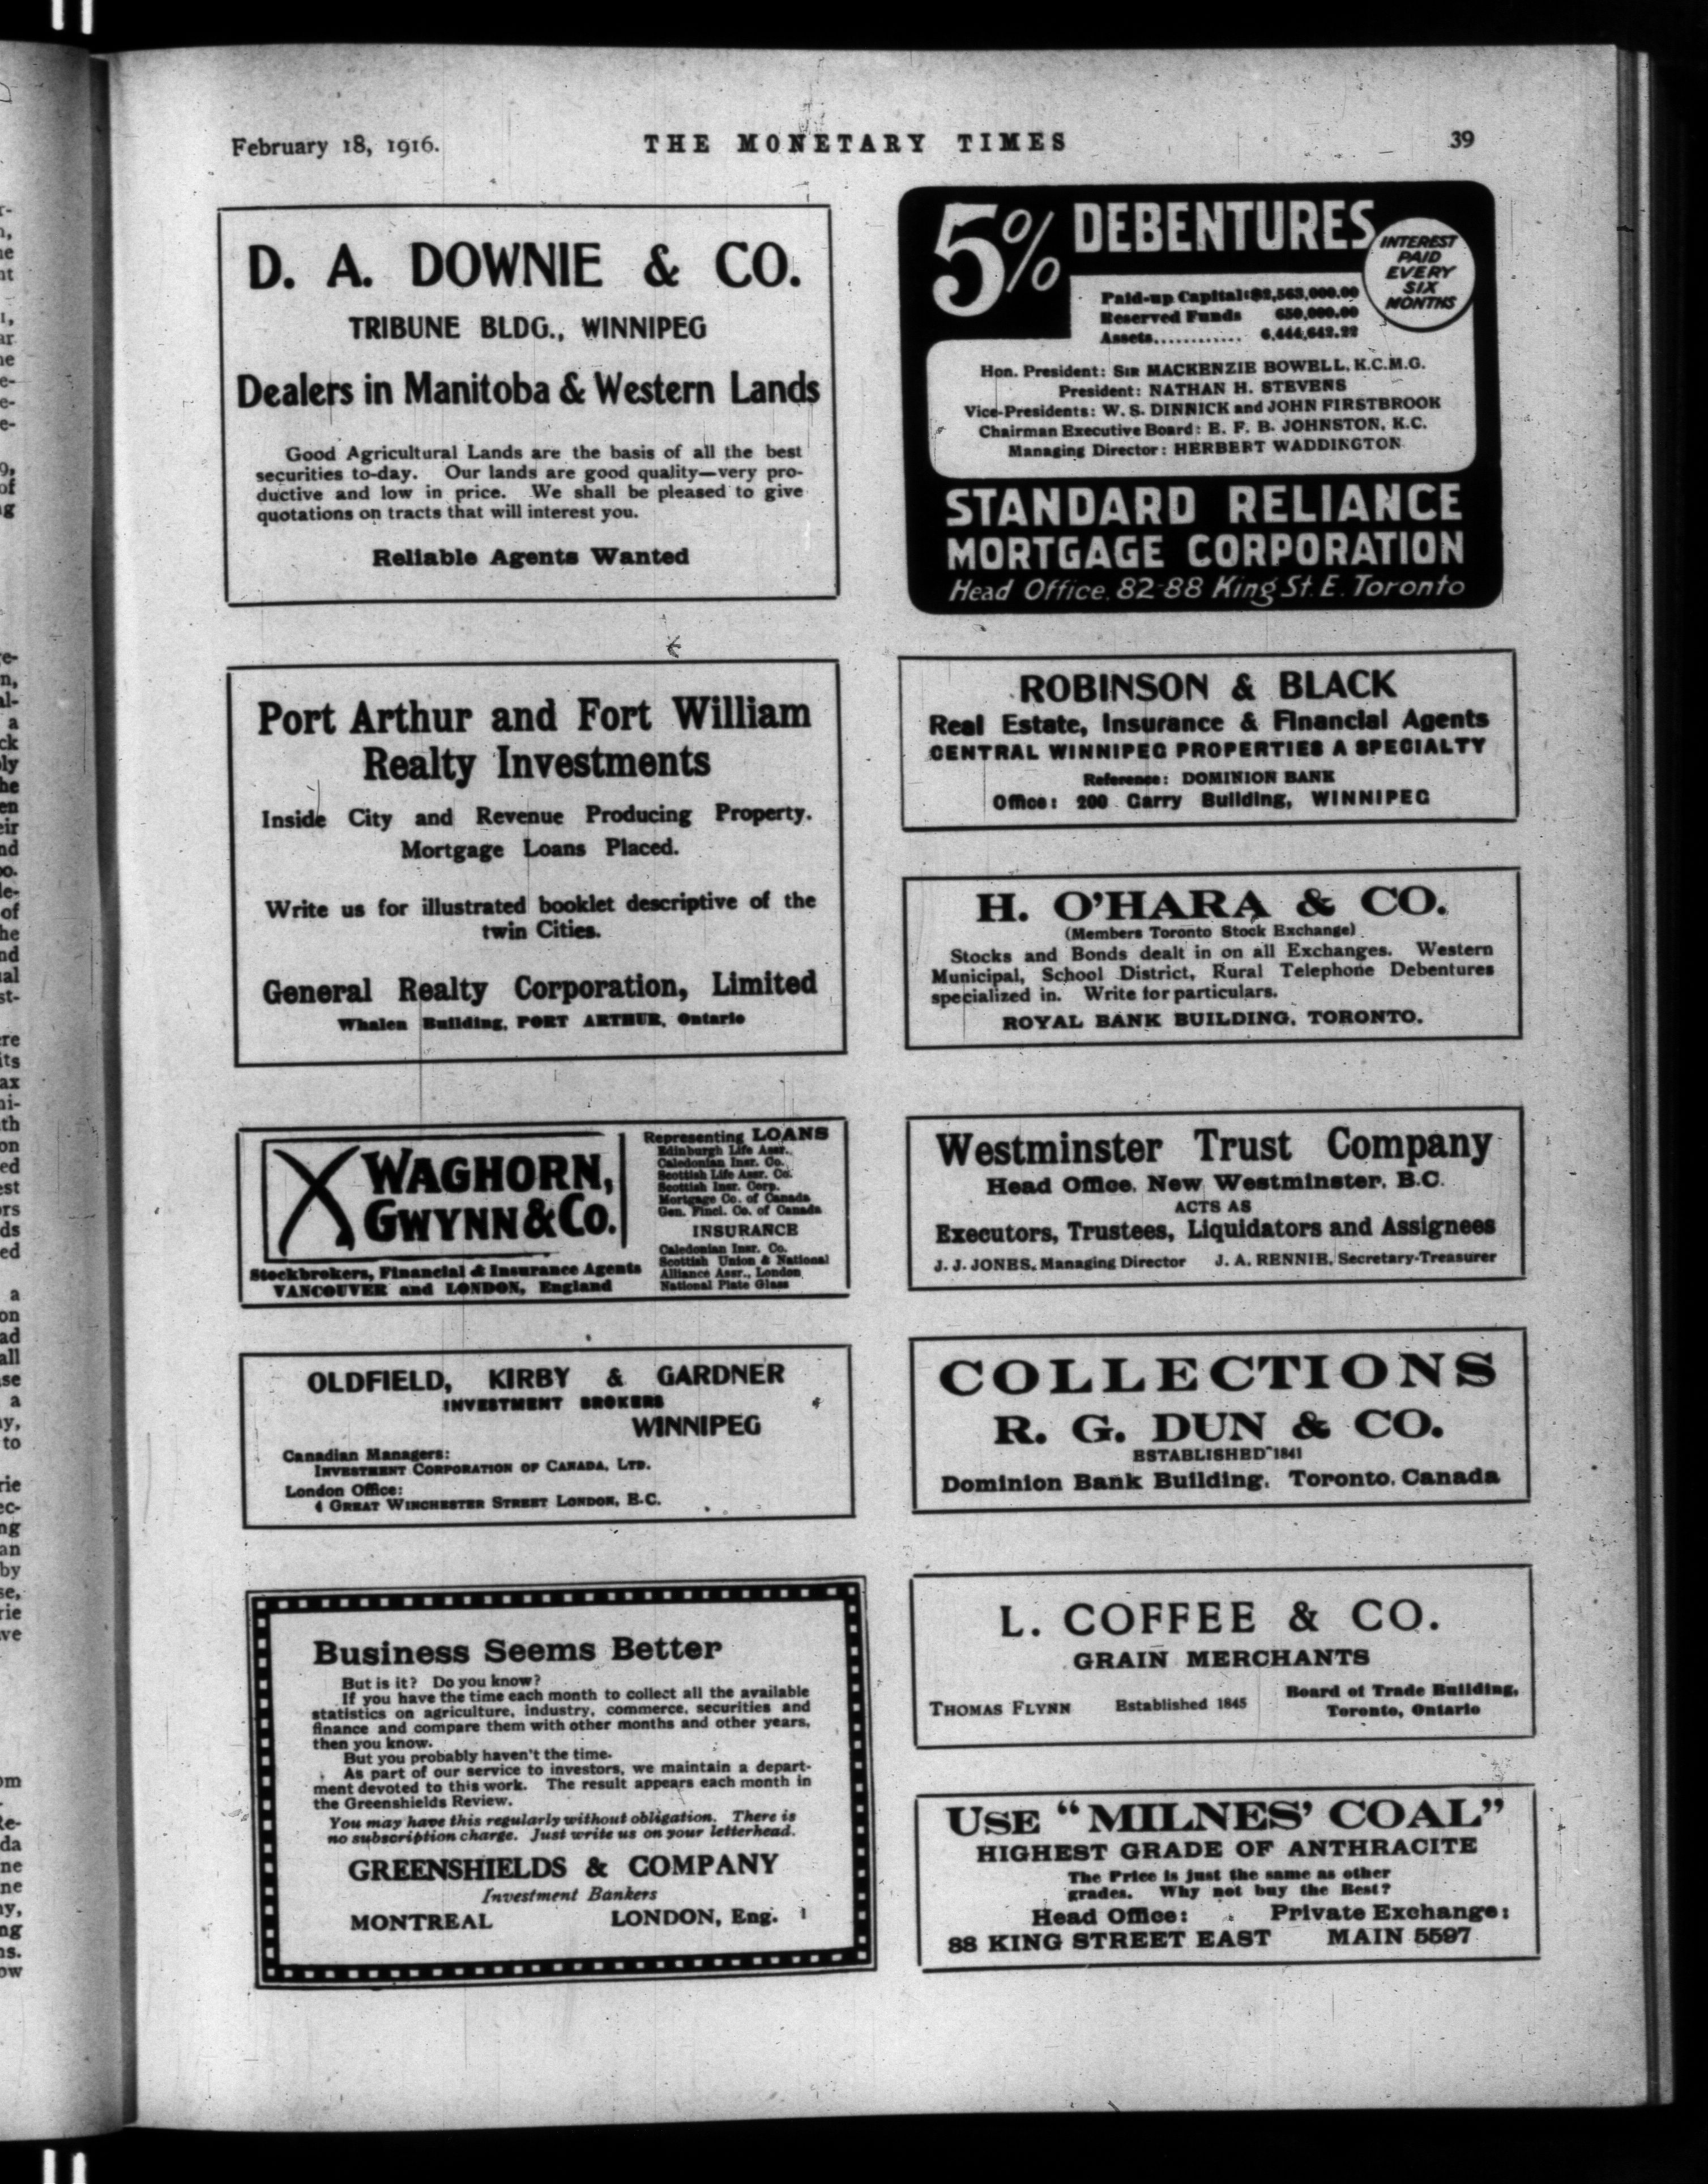 February 18, 1916.
THE MONETARY TIMES
39
D. A. DOWNIE & CO.
TRIBUNE BLDG., WINNIPEG
Dealers in Manitoba & Western Lands
Good Agricultural Lands are the basis of all the best
securities to-day. Our lands are good quality—very pro-
ductive and low in price. We shall be pleased to give
quotations on tracts that will interest you.
Reliable Agents Wanted
Port Arthur and Fort William
Realty Investments
Inside City and Revenue Producing Property.
Mortgage Loans Placed.
Write us for illustrated booklet descriptive of the
twin Cities.
General Realty Corporation, Limited
Whalen Building, PORT ARTHUR, Ontario
WAGHORN,
GWYNN & Co.
Stockbrokers, Financial & Insurance Agents
VANCOUVER and LONDON, England
Representing LOANS
Edinburgh Life Assr.
Caledonian Insr. Co.
Scottish Life Assr. Co.
Scottish Insr. Corp.
Mortgage Co. of Canada
Gen. Fincl. Co. of Canada
INSURANCE
Caledonian Insr. Co.
Scottish Union & National
Alliance Assr., London
National Plate Glass
OLDFIELD, KIRBY & GARDNER
INVESTMENT BROKERS
WINNIPEG
Canadian Managers:
INVESTMENT CORPORATION OF CANADA, LTD.
London Office:
4 GREAT WINCHESTER STREET LONDON, E.C.
Business Seems Better
But is it? Do you know?
If you have the time each month to collect all the available
statistics on agriculture, industry, commerce, securities and
finance and compare them with other months and other years,
then you know.
But you probably haven't the time.
As part of our service to investors, we maintain a depart-
ment devoted to this work. The result appears each month in
the Greenshields Review.
You may have this regularly without obligation. There is
no subscription charge. Just write us on your letterhead.
GREENSHIELDS & COMPANY
Investment Bankers
MONTREAL LONDON, Eng.
5% DEBENTURES
INTEREST
PAID
EVERY
SIX
MONTHS
Paid-up Capital: $2,563,000.00
Reserved Funds 650,000.00
Assets............ 6,444,642.22
Hon. President: SIR MACKENZIE BOWELL, K.C.M.G.
President: NATHAN H. STEVENS
Vice-Presidents: W. S. DINNICK and JOHN FIRSTBROOK
Chairman Executive Board: E. F. B. JOHNSTON, K.C.
Managing Director: HERBERT WADDINGTON
STANDARD RELIANCE
MORTGAGE CORPORATION
Head Office, 82-88 King St. E. Toronto
ROBINSON & BLACK
Real Estate, Insurance & Financial Agents
CENTRAL WINNIPEG PROPERTIES A SPECIALTY
Reference: DOMINION BANK
Office: 200 Garry Building, WINNIPEG
H. O'HARA & CO.
(Members Toronto Stock Exchange)
Stocks and Bonds dealt in on all Exchanges. Western
Municipal, School District, Rural Telephone Debentures
specialized in. Write for particulars.
ROYAL BANK BUILDING, TORONTO.
Westminster Trust Company
Head Office, New Westminster, B.C.
ACTS AS
Executors, Trustees, Liquidators and Assignees
J. J. JONES, Managing Director J. A. RENNIE, Secretary-Treasurer
COLLECTIONS
R. G. DUN & CO.
ESTABLISHED 1841
Dominion Bank Building, Toronto, Canada
L. COFFEE & CO.
GRAIN MERCHANTS
THOMAS FLYNN Established 1845 Board of Trade Building,
Toronto, Ontario
USE "MILNES' COAL"
HIGHEST GRADE OF ANTHRACITE
The Price is just the same as other
grades. Why not buy the Best?
Head Office: Private Exchange:
88 KING STREET EAST MAIN 5597